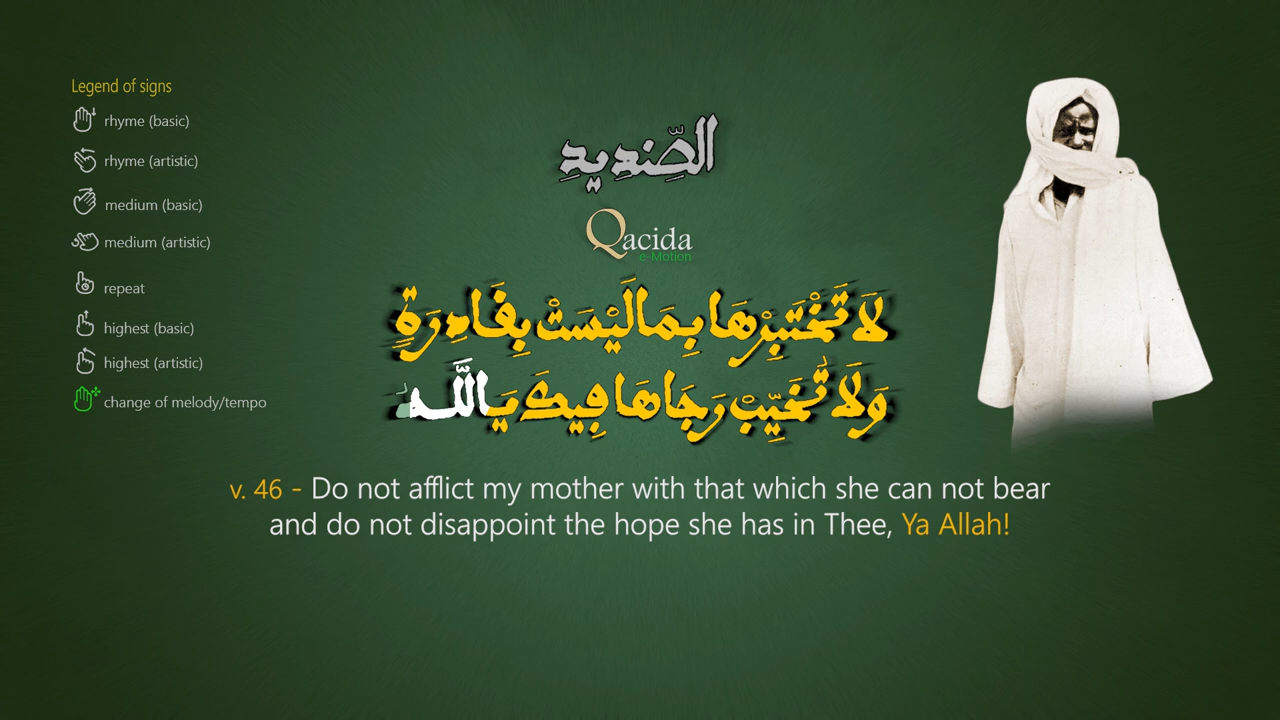 Legend of signs
rhyme (basic)
rhyme (artistic)
medium (basic)
medium (artistic)
repeat
highest (basic)
highest (artistic)
change of melody/tempo
الصِّنْدِيدِ
Qacida
e-Motion
لَا تَخْتَبِرْهَا بِمَا لَيْسَتْ بِقَادِرَةٍ
وَلَا تُخَيِّبْ رَجَاهَا فِيكَ يَا اللَّهُ
v. 46 - Do not afflict my mother with that which she can not bear
and do not disappoint the hope she has in Thee, Ya Allah!